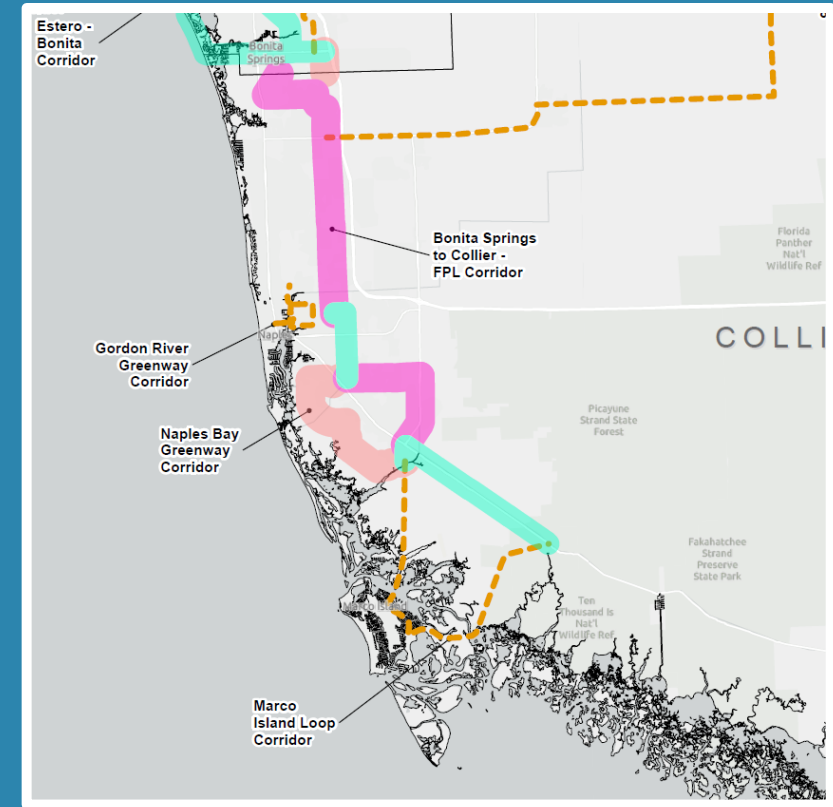 Estero -
Bonita
Corridor
Bonita
Springs
Bonita Springs
to Collier -
FPL Corridor
Florida
Panther
Nat'l
Wildlife Ref
COLLI
Gordon River
Greenway
Corridor
Naples
Naples Bay
Greenway
Corridor
Picayune
Strand State
Forest
Fakahatchee
Strand
Preserve
State Park
Marco Island
Ten
Thousand Is
Nat'l
Wildlife Ref
Marco
Island Loop
Corridor